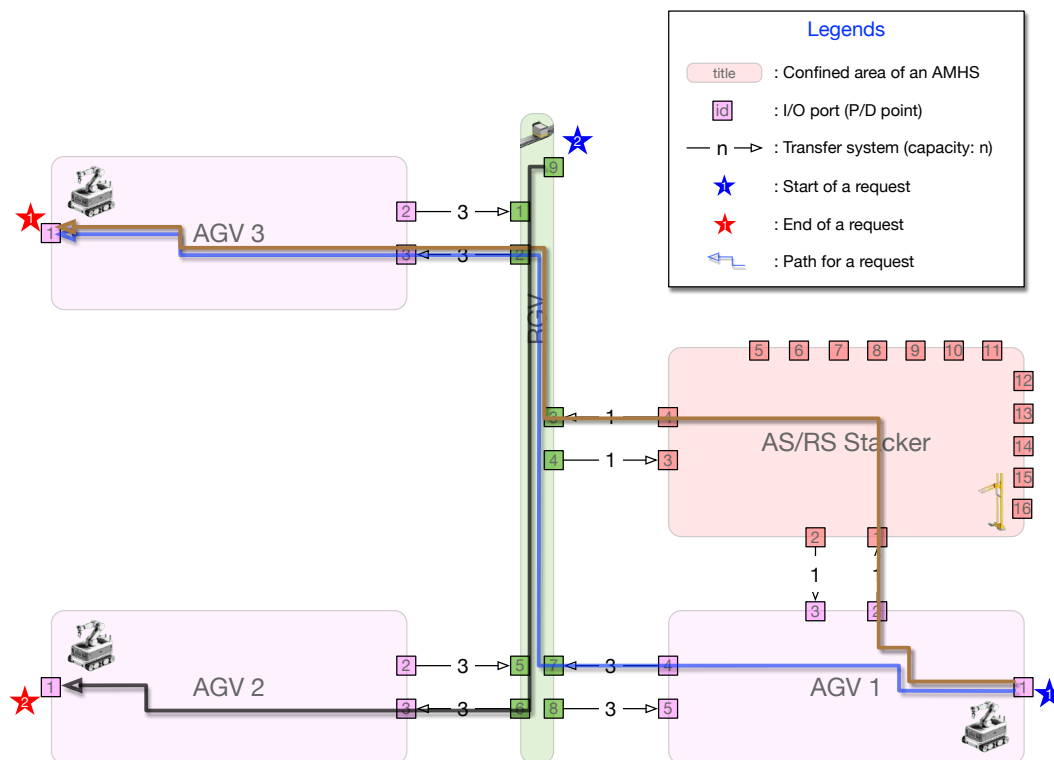 Legends
title : Confined area of an AMHS
id : I/O port (P/D point)
n : Transfer system (capacity: n)
1 : Start of a request
1 : End of a request
: Path for a request
2
9
1
1
AGV 3
2 3 1
3 3 2
RGV
5 6 7 8 9 10 11
12
13
14
15
16
3 1 4
4 1 3
AS/RS Stacker
2 1
1 1
3 2
1
2
AGV 2
2 3 5
3 3 6
7 3 4
8 3 5
AGV 1
1
1